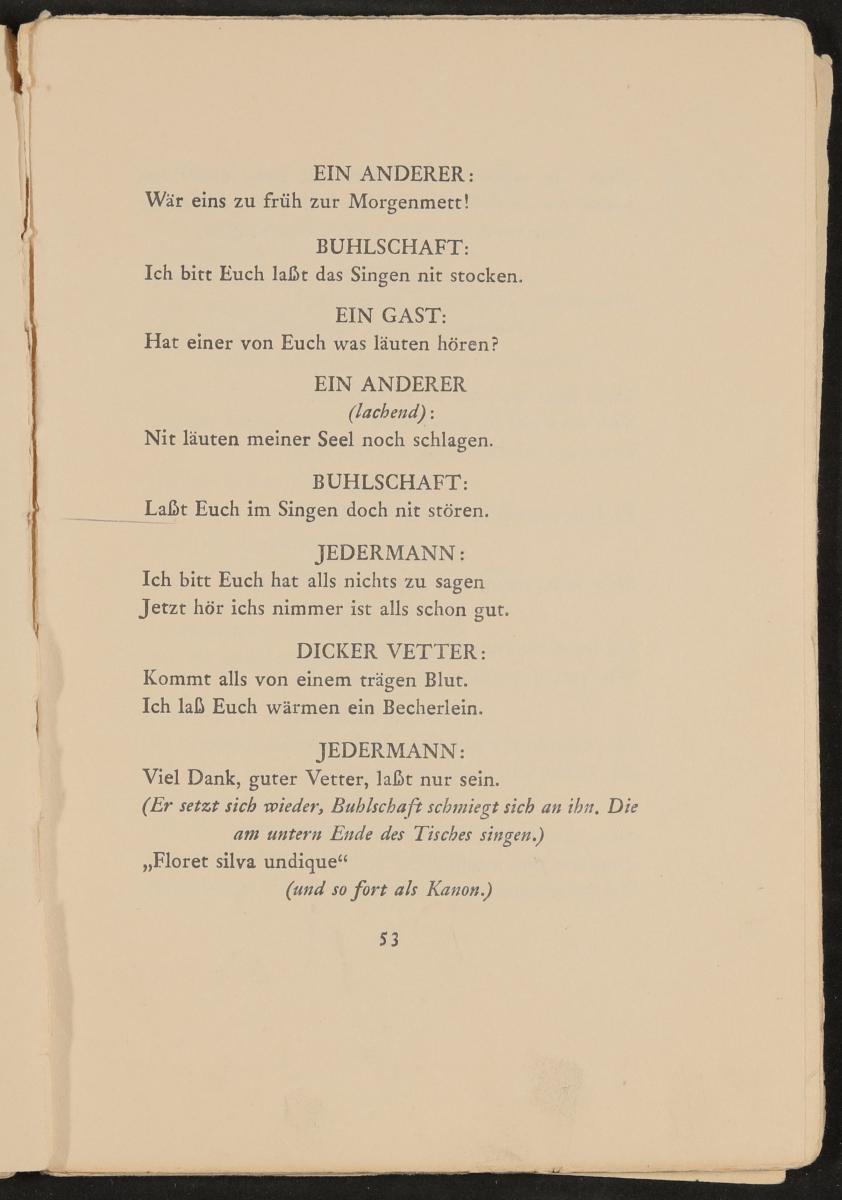 EIN ANDERER:
Wär eins zu früh zur Morgenmett!
BUHLSCHAFT:
Ich bitt Euch laßt das Singen nit stocken.
EIN GAST:
Hat einer von Euch was läuten hören?
EIN ANDERER
(lachend):
Nit läuten meiner Seel noch schlagen.
BUHLSCHAFT:
Laßt Euch im Singen doch nit stören.
JEDERMANN:
Ich bitt Euch hat alls nichts zu sagen
Jetzt hör ichs nimmer ist alls schon gut.
DICKER VETTER:
Kommt alls von einem trägen Blut.
Ich laß Euch wärmen ein Becherlein.
JEDERMANN:
Viel Dank, guter Vetter, laßt nur sein.
(Er setzt sich wieder, Buhlschaft schmiegt sich an ihn. Die
am untern Ende des Tisches singen.)
„Floret silva undique“
(und so fort als Kanon.)
53